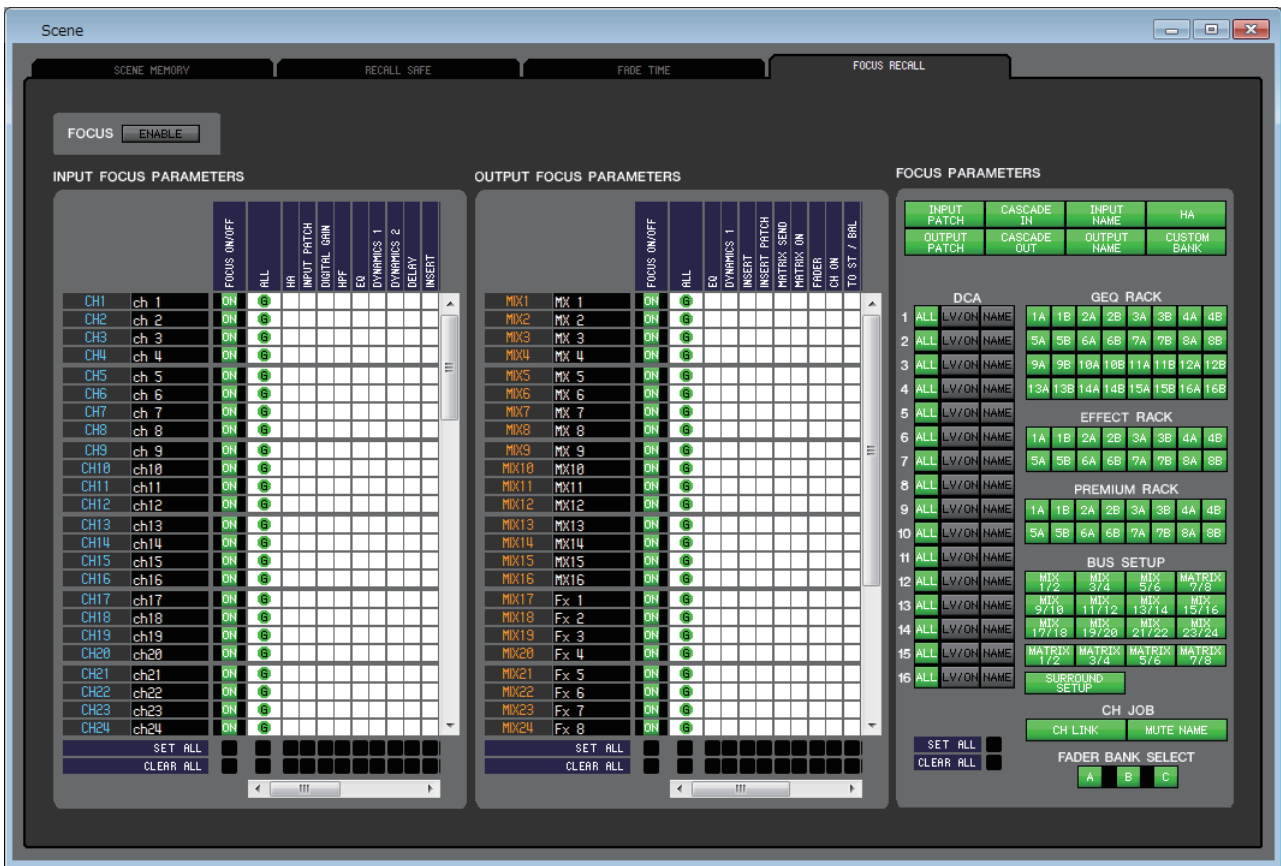 Scene
SCENE MEMORY RECALL SAFE FADE TIME FOCUS RECALL
FOCUS ENABLE
INPUT FOCUS PARAMETERS
FOCUS ON/OFF ALL HA INPUT PATCH DIGITAL GAIN HPF EQ DYNAMICS 1 DYNAMICS 2 DELAY INSERT
CH1 ch 1 ON G
CH2 ch 2 ON G
CH3 ch 3 ON G
CH4 ch 4 ON G
CH5 ch 5 ON G
CH6 ch 6 ON G
CH7 ch 7 ON G
CH8 ch 8 ON G
CH9 ch 9 ON G
CH10 ch10 ON G
CH11 ch11 ON G
CH12 ch12 ON G
CH13 ch13 ON G
CH14 ch14 ON G
CH15 ch15 ON G
CH16 ch16 ON G
CH17 ch17 ON G
CH18 ch18 ON G
CH19 ch19 ON G
CH20 ch20 ON G
CH21 ch21 ON G
CH22 ch22 ON G
CH23 ch23 ON G
CH24 ch24 ON G
SET ALL
CLEAR ALL
OUTPUT FOCUS PARAMETERS
FOCUS ON/OFF ALL EQ DYNAMICS 1 INSERT INSERT PATCH MATRIX SEND MATRIX ON FADER CH ON TO ST / BAL
MIX1 MX 1 ON G
MIX2 MX 2 ON G
MIX3 MX 3 ON G
MIX4 MX 4 ON G
MIX5 MX 5 ON G
MIX6 MX 6 ON G
MIX7 MX 7 ON G
MIX8 MX 8 ON G
MIX9 MX 9 ON G
MIX10 MX10 ON G
MIX11 MX11 ON G
MIX12 MX12 ON G
MIX13 MX13 ON G
MIX14 MX14 ON G
MIX15 MX15 ON G
MIX16 MX16 ON G
MIX17 Fx 1 ON G
MIX18 Fx 2 ON G
MIX19 Fx 3 ON G
MIX20 Fx 4 ON G
MIX21 Fx 5 ON G
MIX22 Fx 6 ON G
MIX23 Fx 7 ON G
MIX24 Fx 8 ON G
SET ALL
CLEAR ALL
FOCUS PARAMETERS
INPUT PATCH CASCADE IN INPUT NAME HA
OUTPUT PATCH CASCADE OUT OUTPUT NAME CUSTOM BANK
DCA
1 ALL LV/ON NAME
2 ALL LV/ON NAME
3 ALL LV/ON NAME
4 ALL LV/ON NAME
5 ALL LV/ON NAME
6 ALL LV/ON NAME
7 ALL LV/ON NAME
8 ALL LV/ON NAME
9 ALL LV/ON NAME
10 ALL LV/ON NAME
11 ALL LV/ON NAME
12 ALL LV/ON NAME
13 ALL LV/ON NAME
14 ALL LV/ON NAME
15 ALL LV/ON NAME
16 ALL LV/ON NAME
SET ALL
CLEAR ALL
GEQ RACK
1A 1B 2A 2B 3A 3B 4A 4B
5A 5B 6A 6B 7A 7B 8A 8B
9A 9B 10A 10B 11A 11B 12A 12B
13A 13B 14A 14B 15A 15B 16A 16B
EFFECT RACK
1A 1B 2A 2B 3A 3B 4A 4B
5A 5B 6A 6B 7A 7B 8A 8B
PREMIUM RACK
1A 1B 2A 2B 3A 3B 4A 4B
5A 5B 6A 6B 7A 7B 8A 8B
BUS SETUP
MIX 1/2 MIX 3/4 MIX 5/6 MATRIX 7/8
MIX 9/10 MIX 11/12 MIX 13/14 MIX 15/16
MIX 17/18 MIX 19/20 MIX 21/22 MIX 23/24
MATRIX 1/2 MATRIX 3/4 MATRIX 5/6 MATRIX 7/8
SURROUND SETUP
CH JOB
CH LINK MUTE NAME
FADER BANK SELECT
A B C